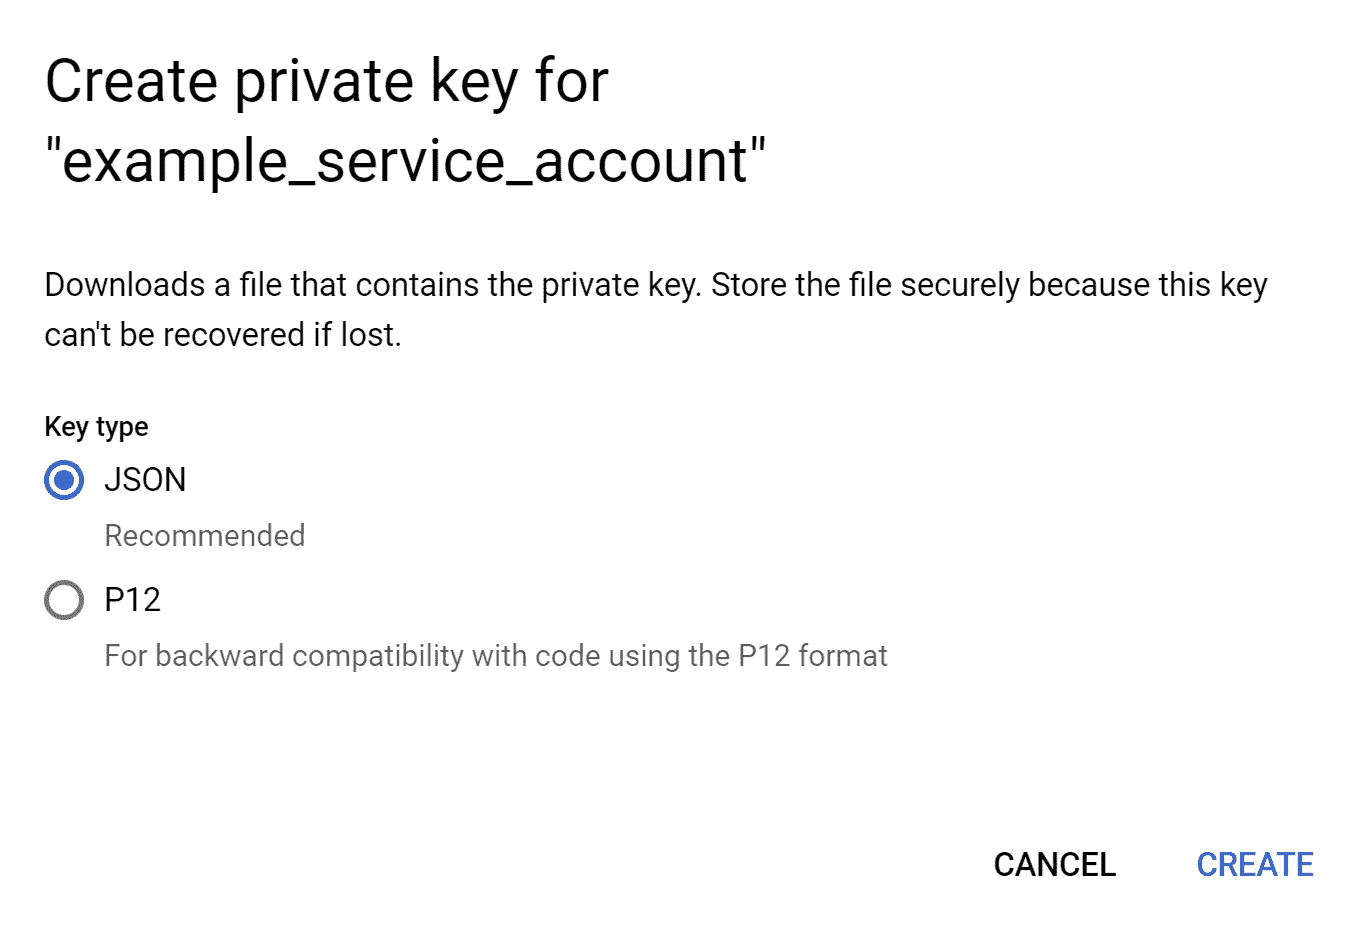 Create private key for
"example_service_account"
Downloads a file that contains the private key. Store the file securely because this key
can't be recovered if lost.
Key type
JSON
Recommended
P12
For backward compatibility with code using the P12 format
CANCEL
CREATE